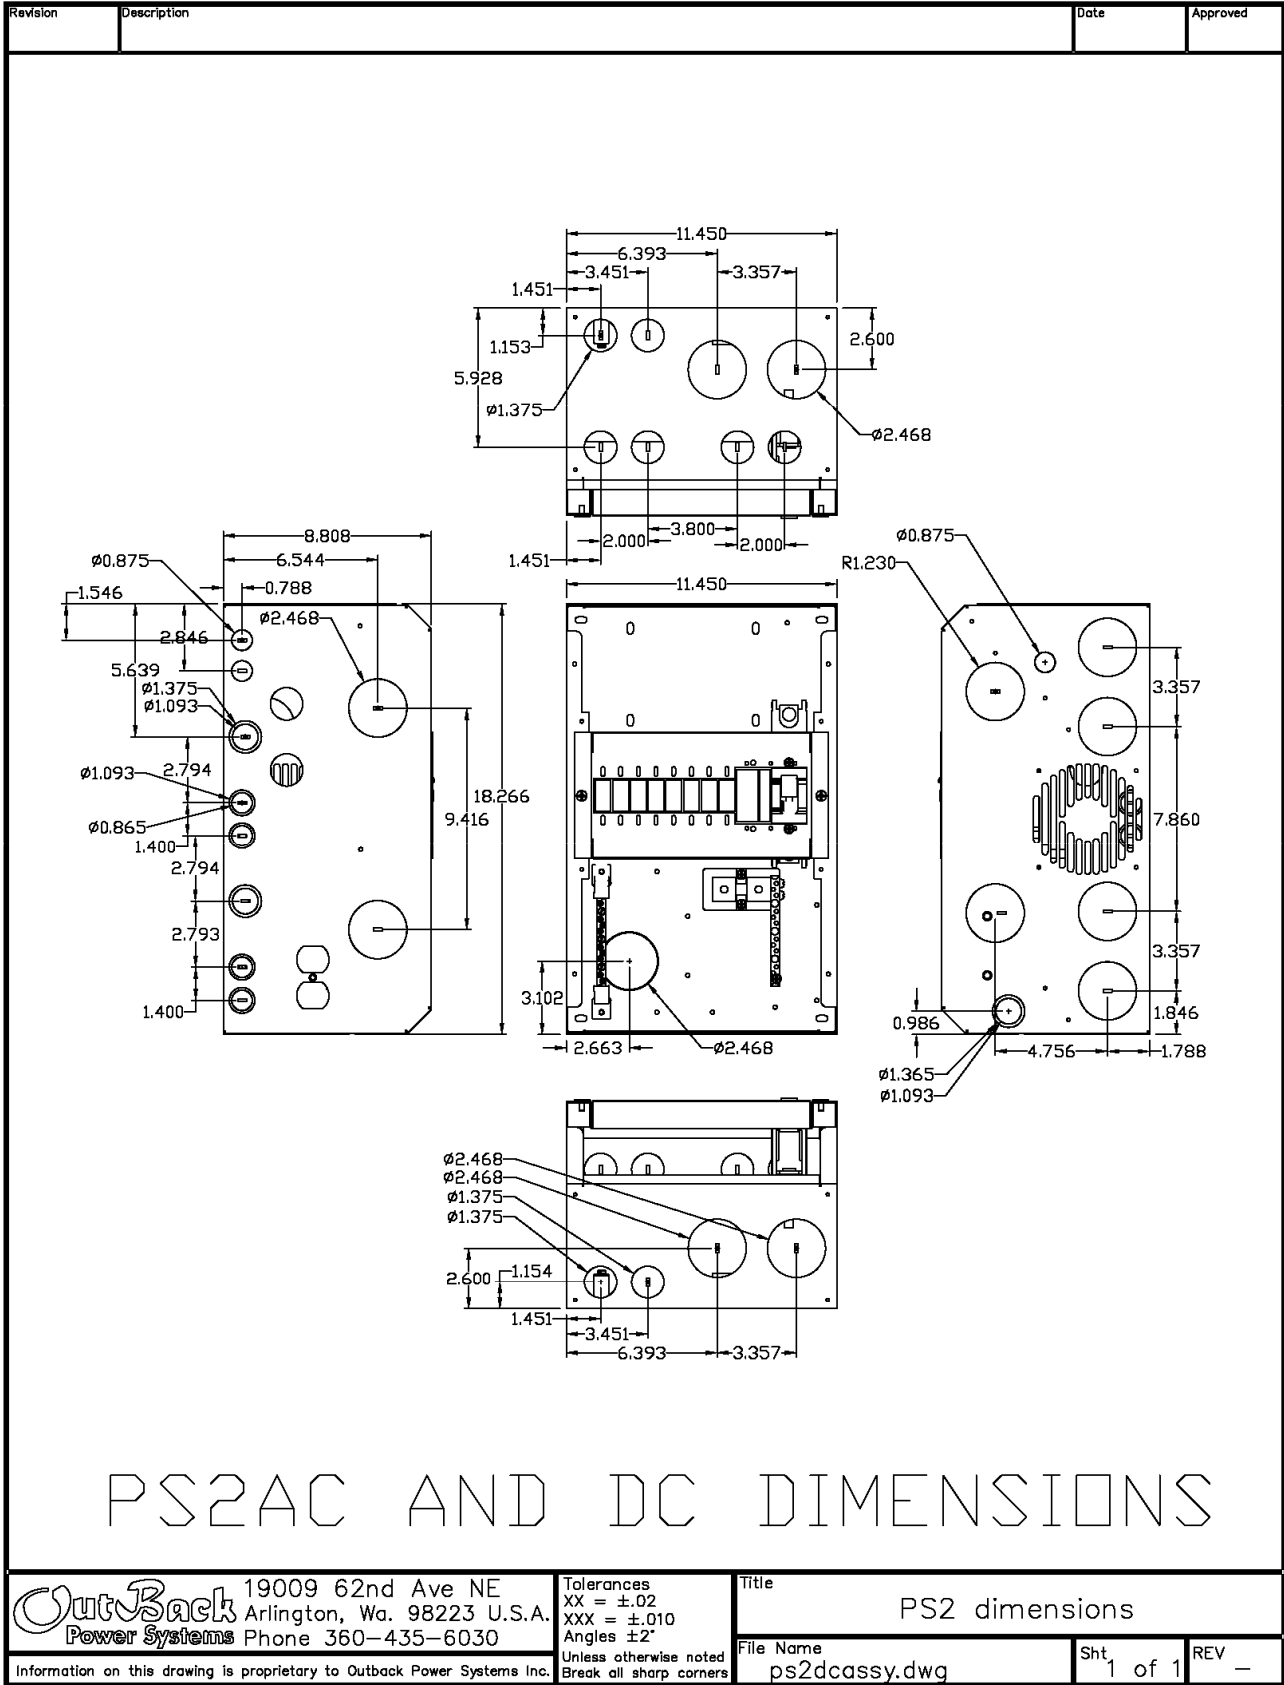 Revision Description Date Approved
11.450
6.393
3.451 3.357
1.451
1.153 2.600
5.928
ø1.375
ø2.468
3.800
2.000 2.000
1.451
8.808
ø0.875 6.544
0.788
1.546
ø2.468
2.846
5.639
ø1.375
ø1.093
2.794
ø1.093
18.266
9.416
ø0.865
1.400
2.794
2.793
1.400
11.450
3.102
2.663 ø2.468
ø0.875
R1.230
3.357
7.860
3.357
0.986 1.846
4.756 1.788
ø1.365
ø1.093
ø2.468
ø2.468
ø1.375
ø1.375
2.600 1.154
1.451
3.451
6.393 3.357
PS2AC AND DC DIMENSIONS
OutBack
Power Systems
19009 62nd Ave NE
Arlington, Wa. 98223 U.S.A.
Phone 360-435-6030
Information on this drawing is proprietary to Outback Power Systems Inc.
Tolerances
XX = ±.02
XXX = ±.010
Angles ±2°
Unless otherwise noted
Break all sharp corners
Title
PS2 dimensions
File Name
ps2dcassy.dwg
Sht
1 of 1
REV
–